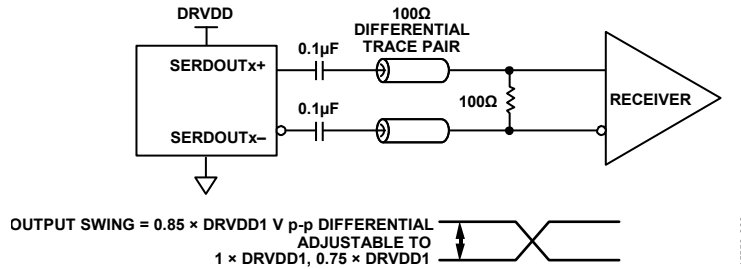 DRVDD
100Ω
DIFFERENTIAL
TRACE PAIR
0.1µF
SERDOUTx+
100Ω
RECEIVER
0.1µF
SERDOUTx–
OUTPUT SWING = 0.85 × DRVDD1 V p-p DIFFERENTIAL
ADJUSTABLE TO
1 × DRVDD1, 0.75 × DRVDD1